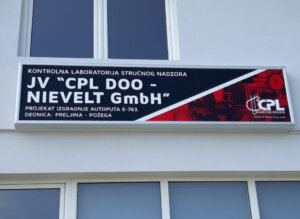 KONTROLNA LABORATORIJA STRUČNOG NADZORA
JV "CPL DOO -
NIEVELT GmbH"
PROJEKAT IZGRADNJE AUTOPUTA E-763,
DEONICA: PRELJINA - POŽEGA
CPL